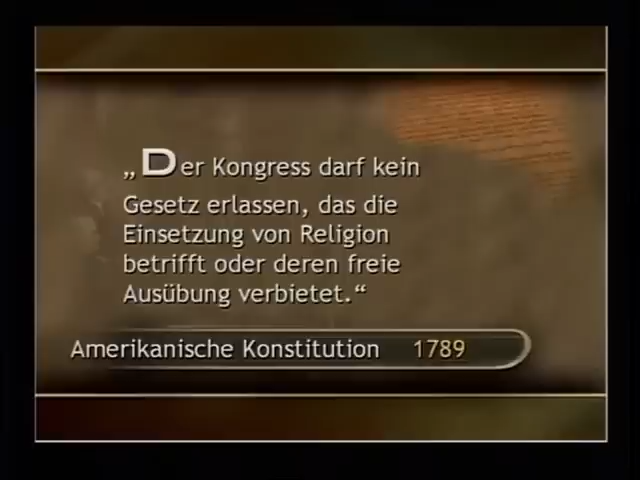 „Der Kongress darf kein
Gesetz erlassen, das die
Einsetzung von Religion
betrifft oder deren freie
Ausübung verbietet.“
Amerikanische Konstitution 1789